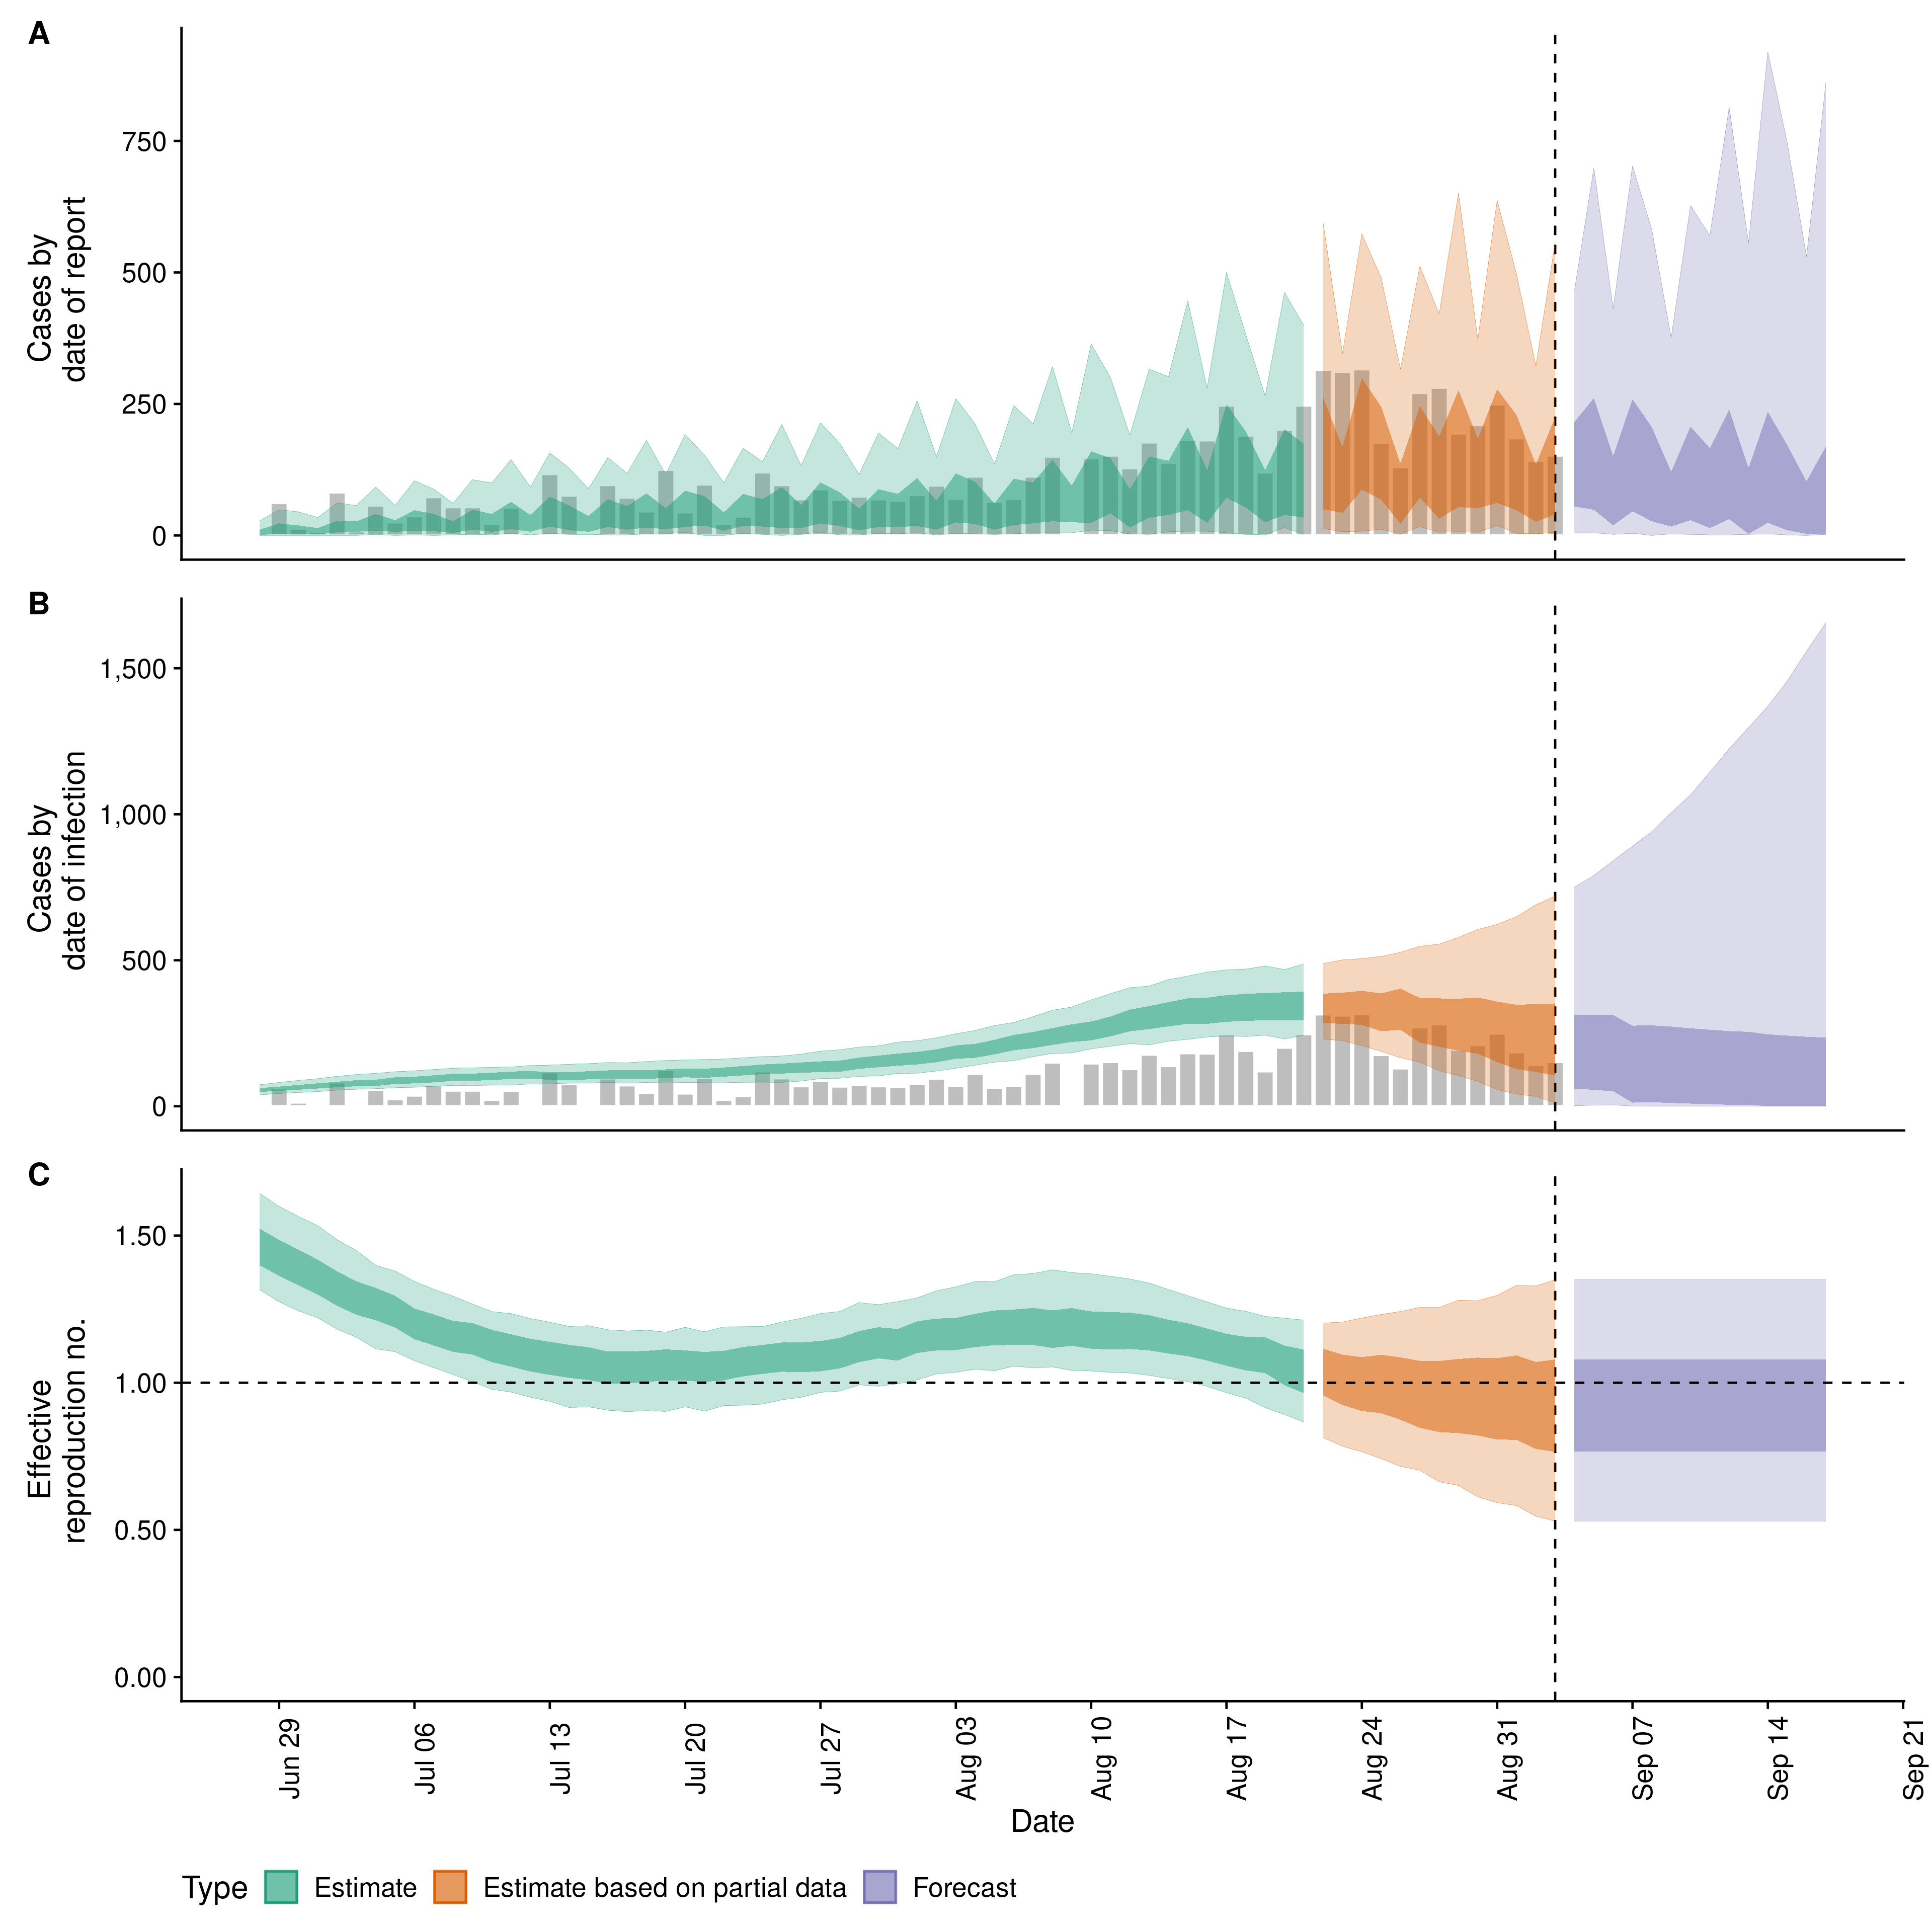 A
Cases by
date of report
750
500
250
0
B
Cases by
date of infection
1,500
1,000
500
0
C
Effective
reproduction no.
1.50
1.00
0.50
0.00
Jun 29
Jul 06
Jul 13
Jul 20
Jul 27
Aug 03
Aug 10
Aug 17
Aug 24
Aug 31
Sep 07
Sep 14
Sep 21
Date
Type Estimate Estimate based on partial data Forecast